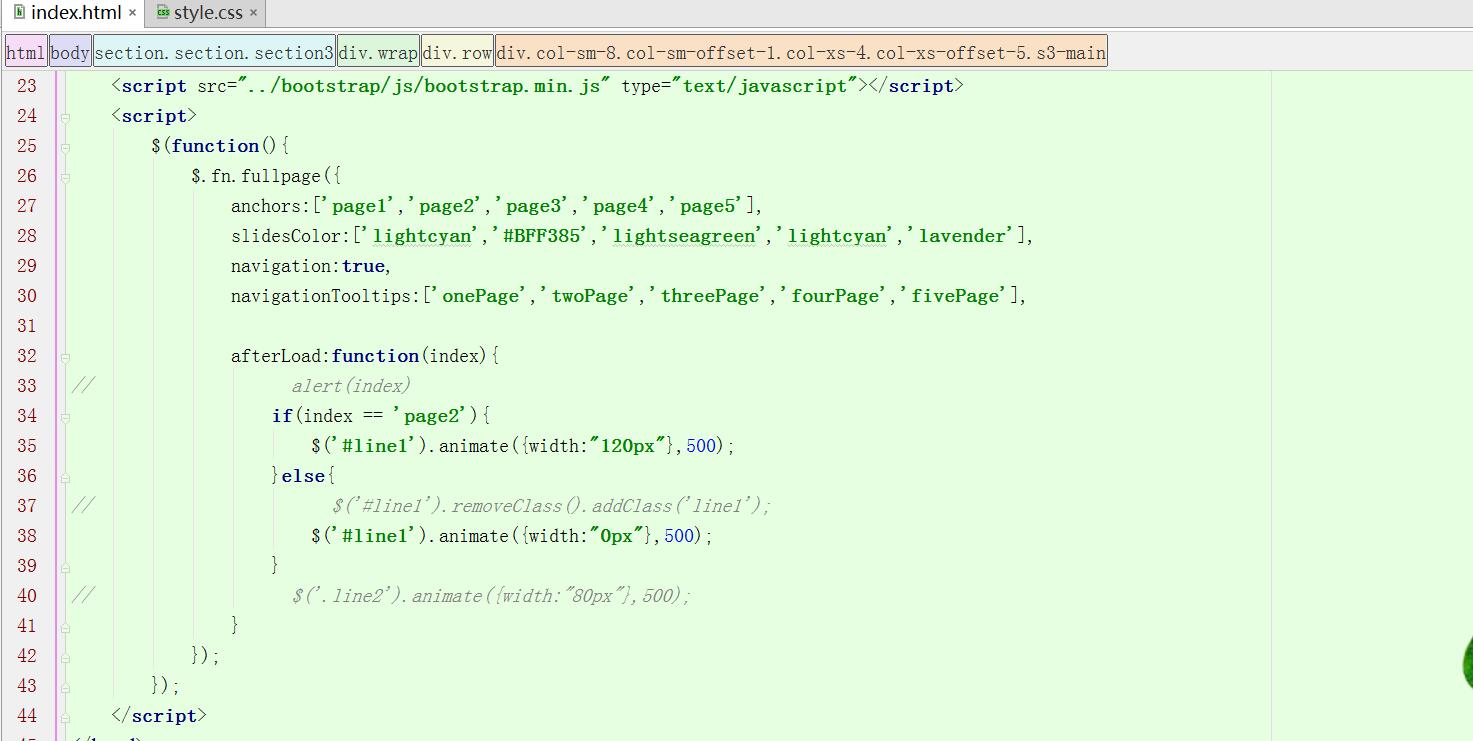 index.html × style.css ×
html body section.section.section3 div.wrap div.row div.col-sm-8.col-sm-offset-1.col-xs-4.col-xs-offset-5.s3-main
23 <script src="../bootstrap/js/bootstrap.min.js" type="text/javascript"></script>
24 <script>
25 $(function(){
26 $.fn.fullpage({
27 anchors:['page1','page2','page3','page4','page5'],
28 slidesColor:['lightcyan','#BFF385','lightseagreen','lightcyan','lavender'],
29 navigation:true,
30 navigationTooltips:['onePage','twoPage','threePage','fourPage','fivePage'],
31
32 afterLoad:function(index){
33 // alert(index)
34 if(index == 'page2'){
35 $('#line1').animate({width:"120px"},500);
36 }else{
37 // $('#line1').removeClass().addClass('line1');
38 $('#line1').animate({width:"0px"},500);
39 }
40 // $('.line2').animate({width:"80px"},500);
41 }
42 });
43 });
44 </script>